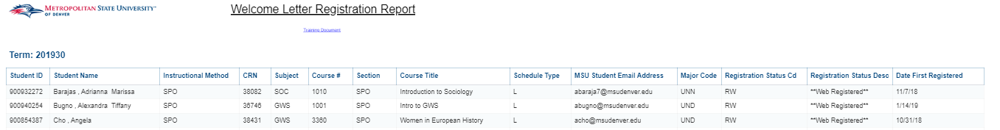 METROPOLITAN STATE UNIVERSITY™
OF DENVER
Welcome Letter Registration Report
Training Document
Term: 201930
Student ID Student Name Instructional Method CRN Subject Course # Section Course Title Schedule Type MSU Student Email Address Major Code Registration Status Cd Registration Status Desc Date First Registered
900932272 Barajas , Adrianna Marissa SPO 38082 SOC 1010 SPO Introduction to Sociology L abaraja7@msudenver.edu UNN RW **Web Registered** 11/7/18
900940254 Bugno , Alexandra Tiffany SPO 36746 GWS 1001 SPO Intro to GWS L abugno@msudenver.edu UND RW **Web Registered** 1/14/19
900854387 Cho , Angela SPO 38431 GWS 3360 SPO Women in European History L acho@msudenver.edu UND RW **Web Registered** 10/31/18